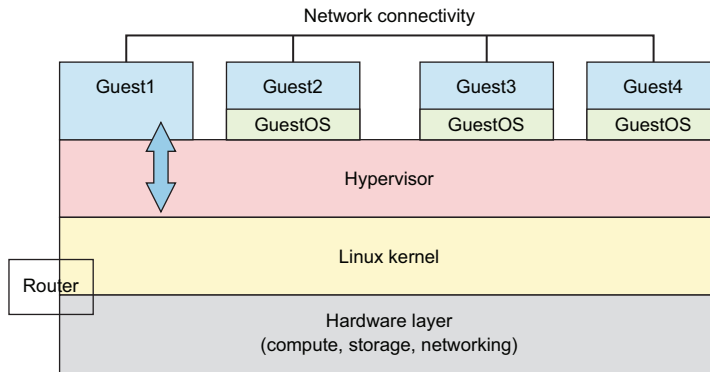 Network connectivity
Guest1
Guest2
Guest3
Guest4
GuestOS
GuestOS
GuestOS
Hypervisor
Linux kernel
Router
Hardware layer
(compute, storage, networking)